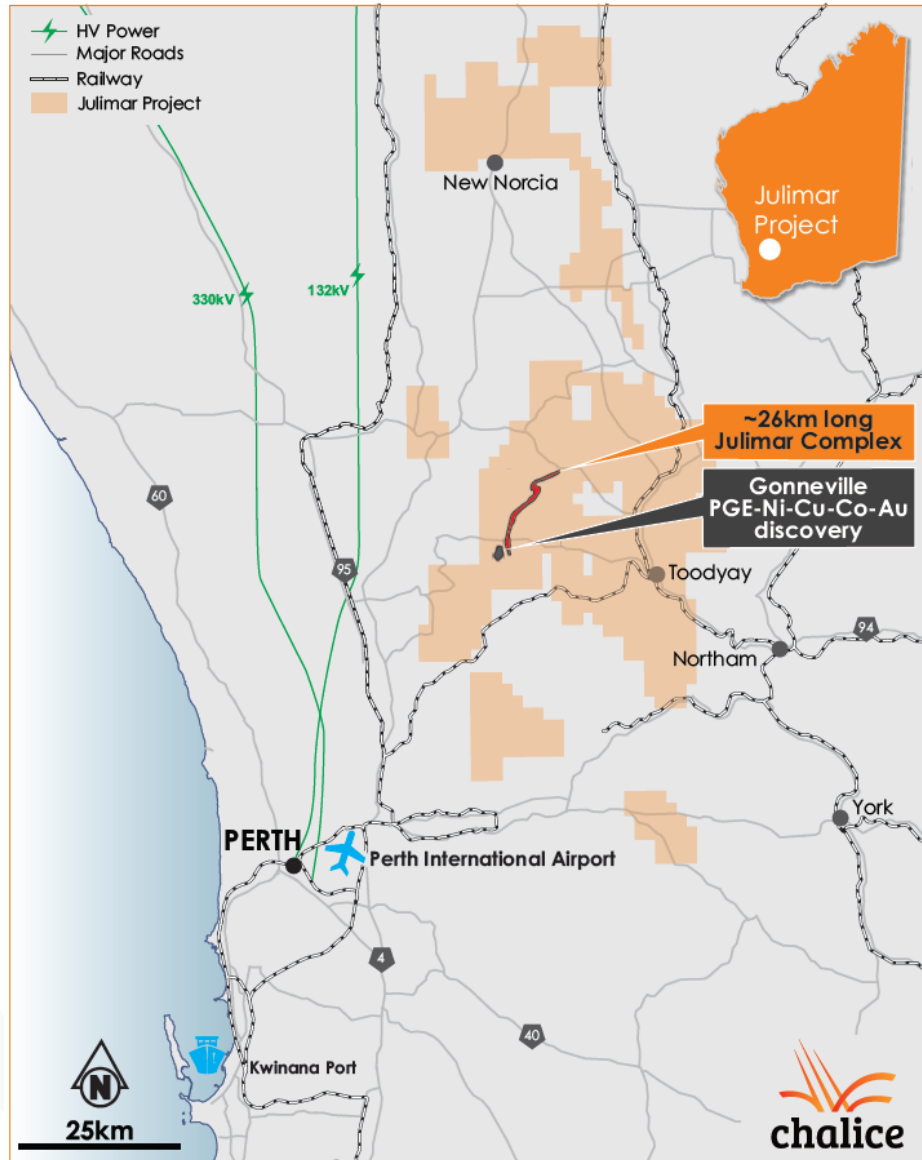 HV Power
Major Roads
Railway
Julimar Project
New Norcia
Julimar
Project
330kV
132kV
~26km long
Julimar Complex
Gonneville
PGE-Ni-Cu-Co-Au
discovery
60
95
Toodyay
94
Northam
York
PERTH
Perth International Airport
4
40
Kwinana Port
N
25km
chalice